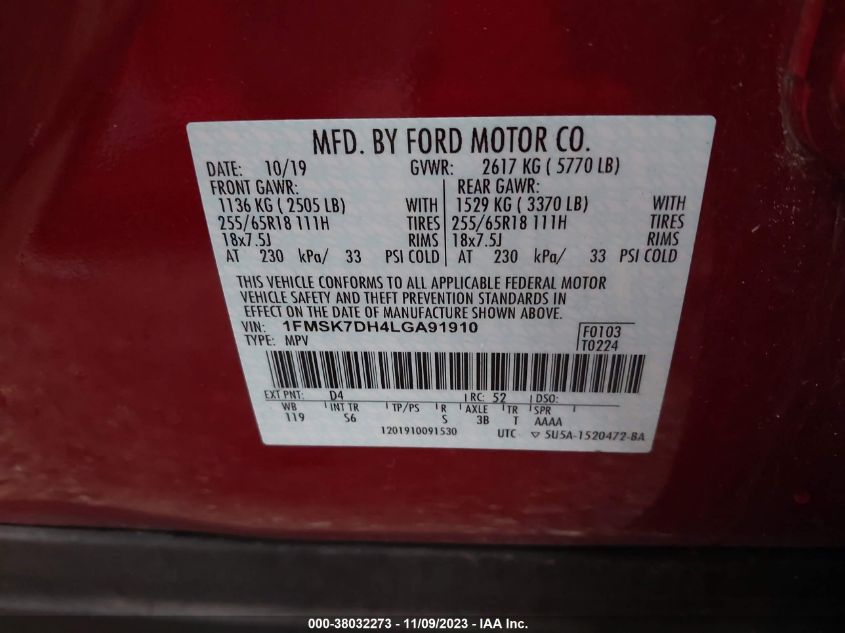 MFD. BY FORD MOTOR CO.
DATE: 10/19 GVWR: 2617 KG ( 5770 LB)
FRONT GAWR: REAR GAWR:
1136 KG ( 2505 LB) WITH 1529 KG ( 3370 LB) WITH
255/65R18 111H TIRES 255/65R18 111H TIRES
18x7.5J RIMS 18x7.5J RIMS
AT 230 kPa/ 33 PSI COLD AT 230 kPa/ 33 PSI COLD
THIS VEHICLE CONFORMS TO ALL APPLICABLE FEDERAL MOTOR
VEHICLE SAFETY AND THEFT PREVENTION STANDARDS IN
EFFECT ON THE DATE OF MANUFACTURE SHOWN ABOVE.
VIN: 1FMSK7DH4LGA91910 F0103
TYPE: MPV T0224
EXT PNT: D4 RC: 52 DSO:
WB INT TR TP/PS R AXLE TR SPR
119 S6 S 3B T AAAA
1201910091530 UTC ▽ 5U5A-1520472-BA
000-38032273 - 11/09/2023 - IAA Inc.